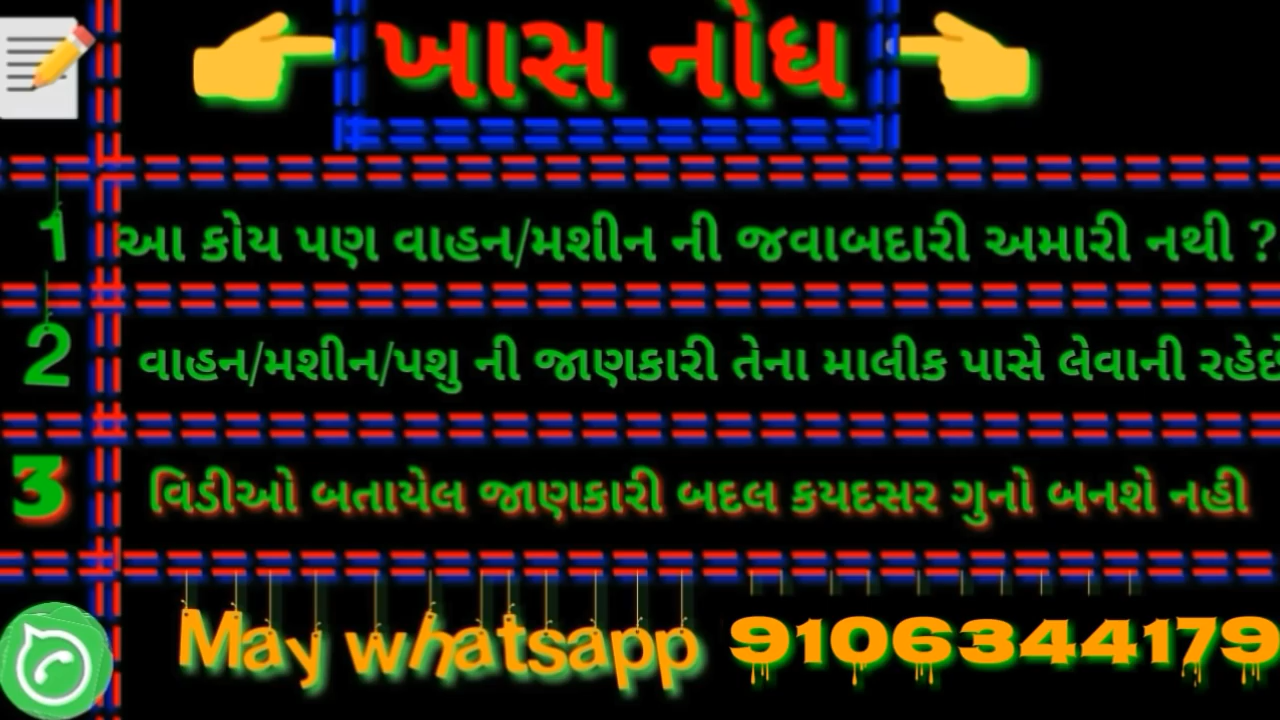 ખાસ નોધ
1 આ કોય પણ વાહન/મશીન ની જવાબદારી અમારી નથી ?
2 વાહન/મશીન/પશુ ની જાણકારી તેના માલીક પાસે લેવાની
3 વિડીઓ બતાયેલ જાણકારી બદલ કયદસર ગુનો બનશે નહી
May whatsapp 9106344179